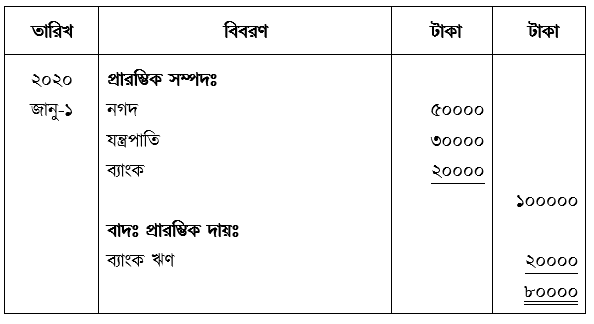 তারিখ বিবরণ টাকা টাকা
২০২০ প্রারম্ভিক সম্পদঃ
জানু-১ নগদ ৫০০০০
যন্ত্রপাতি ৩০০০০
ব্যাংক ২০০০০
১০০০০০
বাদঃ প্রারম্ভিক দায়ঃ
ব্যাংক ঋণ ২০০০০
৮০০০০